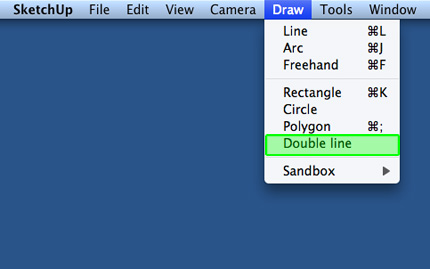 SketchUp File Edit View Camera Draw Tools Window
Line ⌘L
Arc ⌘J
Freehand ⌘F
Rectangle ⌘K
Circle
Polygon ⌘;
Double line
Sandbox